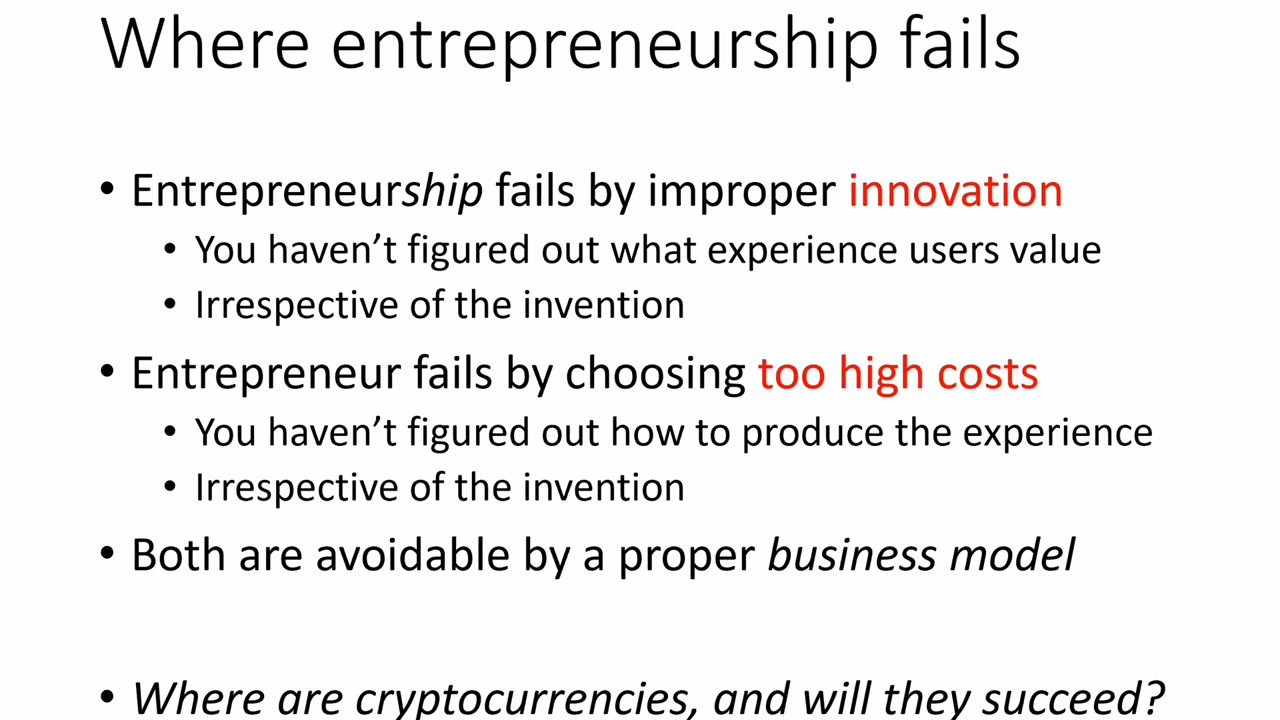 Where entrepreneurship fails
• Entrepreneurship fails by improper innovation
• You haven’t figured out what experience users value
• Irrespective of the invention
• Entrepreneur fails by choosing too high costs
• You haven’t figured out how to produce the experience
• Irrespective of the invention
• Both are avoidable by a proper business model
• Where are cryptocurrencies, and will they succeed?